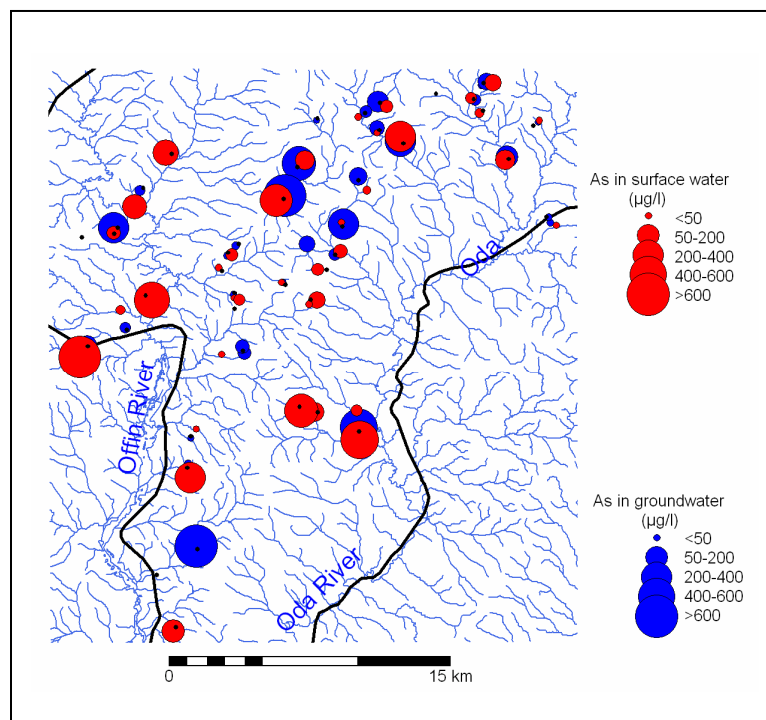 As in surface water
(µg/l)
<50
50-200
200-400
400-600
>600
Oda
Offin River
As in groundwater
(µg/l)
<50
50-200
200-400
400-600
>600
Oda River
0 15 km